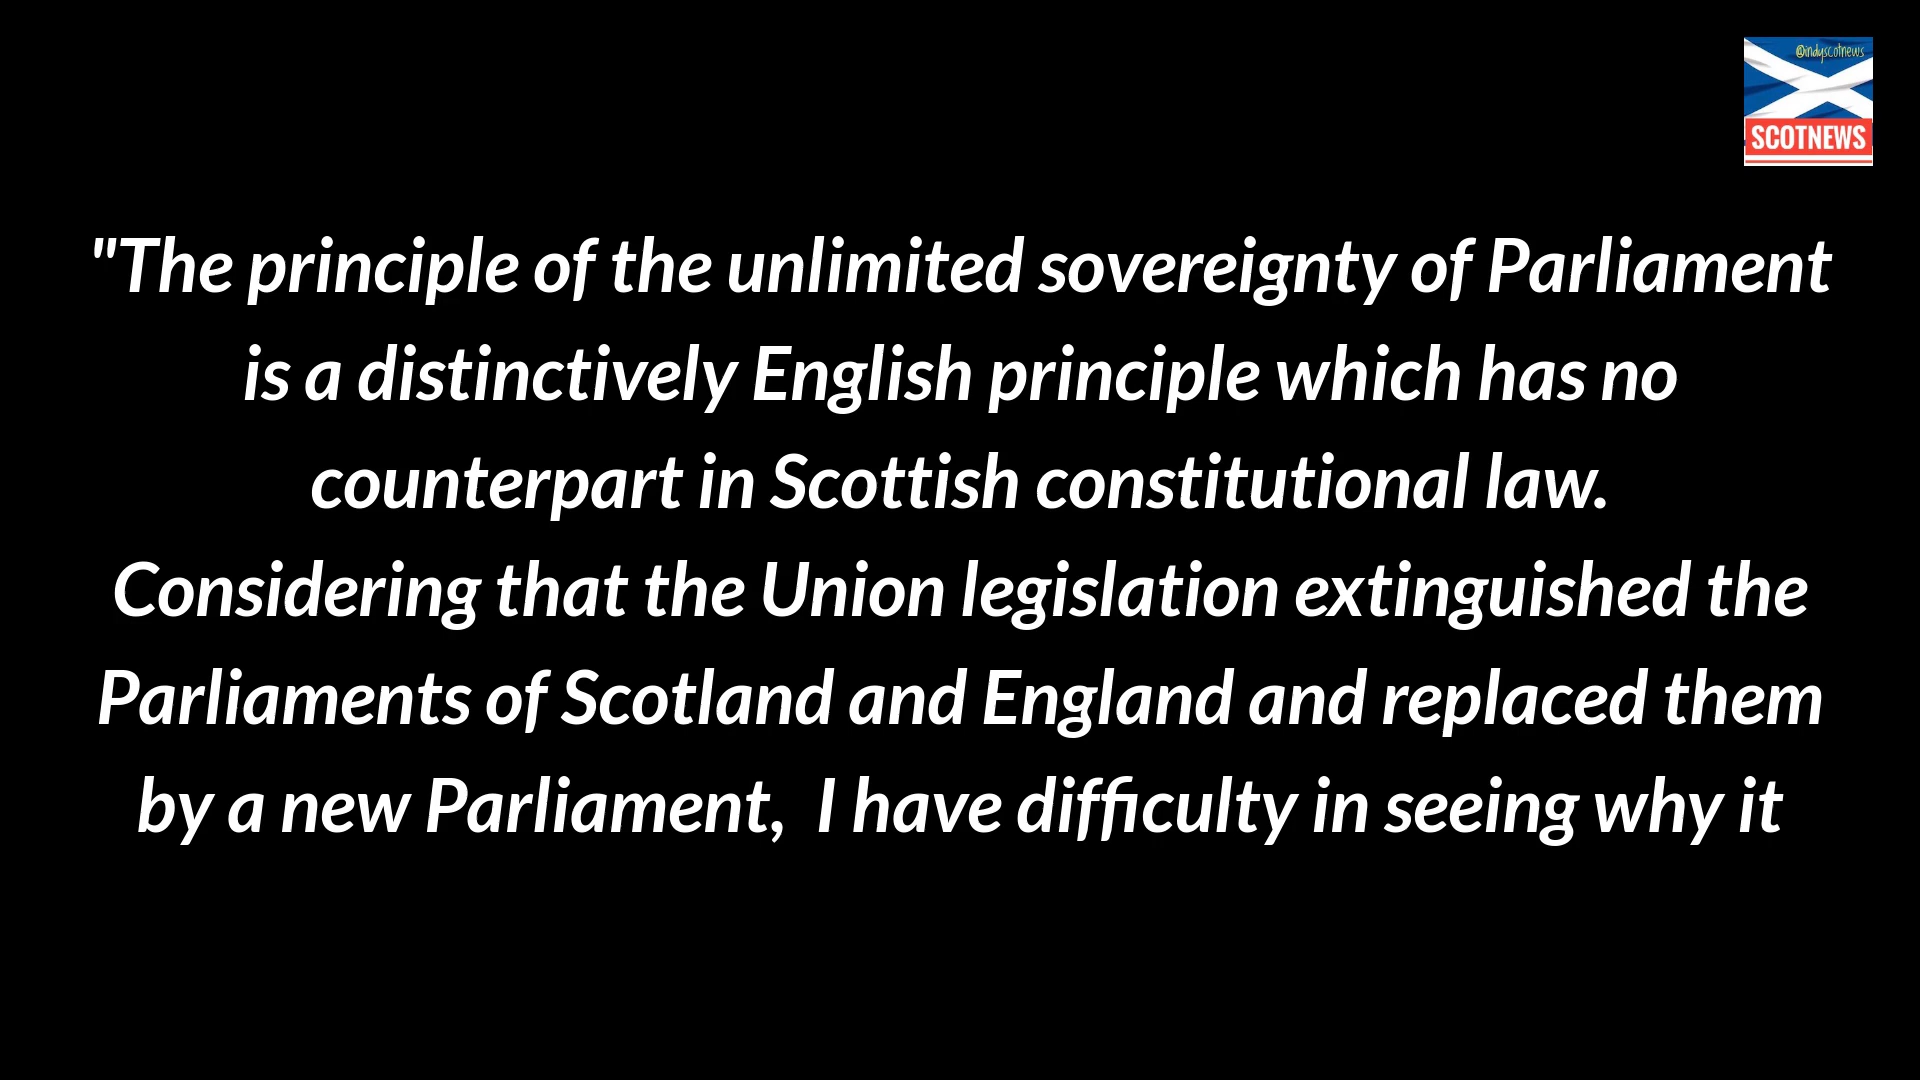 @indyscotnews
SCOTNEWS
"The principle of the unlimited sovereignty of Parliament
is a distinctively English principle which has no
counterpart in Scottish constitutional law.
Considering that the Union legislation extinguished the
Parliaments of Scotland and England and replaced them
by a new Parliament,  I have difficulty in seeing why it